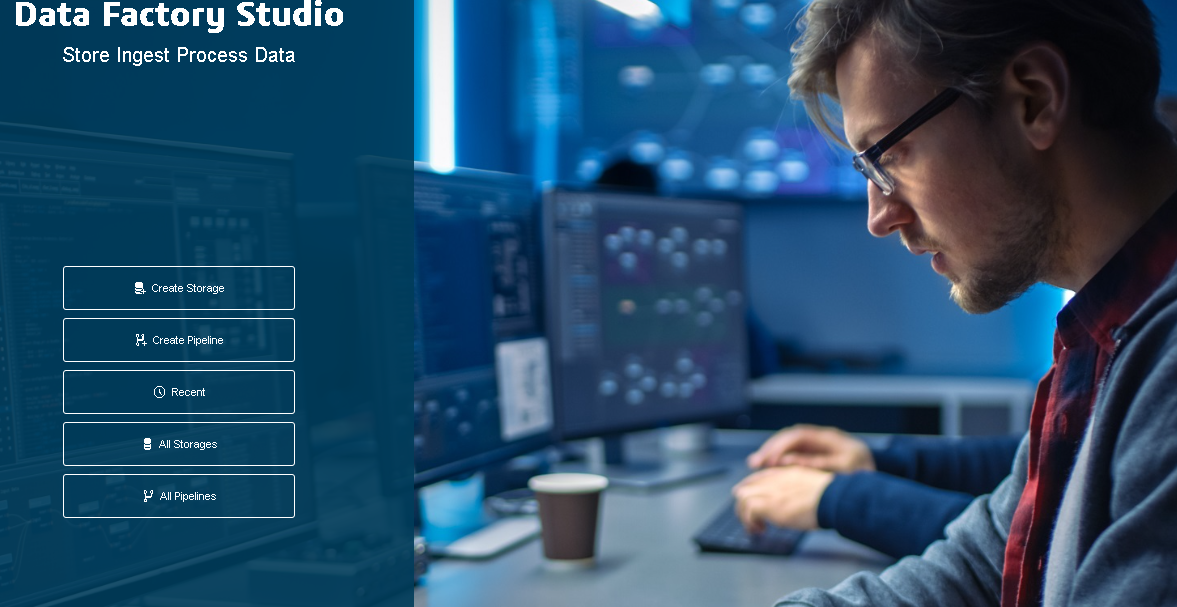 Data Factory Studio
Store Ingest Process Data
Create Storage
Create Pipeline
Recent
All Storages
All Pipelines